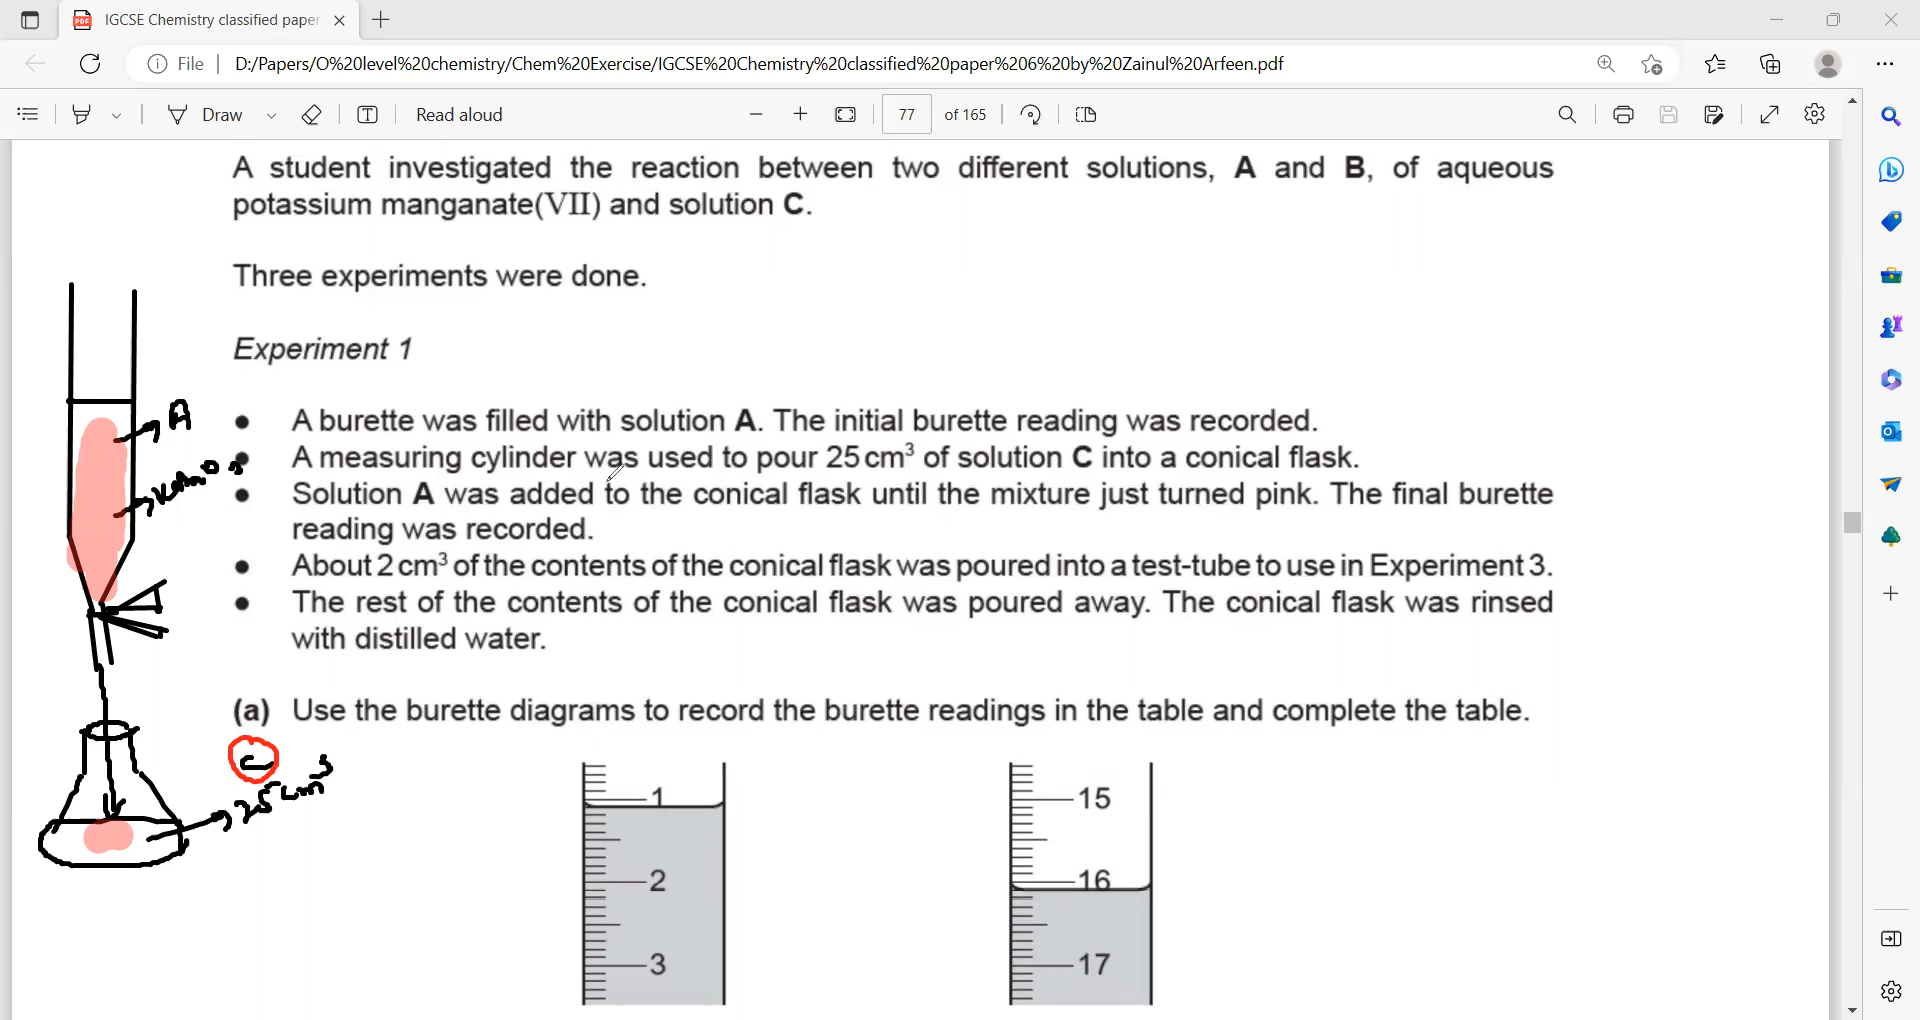 IGCSE Chemistry classified paper
File
D:/Papers/O%20level%20chemistry/Chem%20Exercise/IGCSE%20Chemistry%20classified%20paper%206%20by%20Zainul%20Arfeen.pdf
Draw
Read aloud
77 of 165
A student investigated the reaction between two different solutions, A and B, of aqueous
potassium manganate(VII) and solution C.
Three experiments were done.
Experiment 1
• A burette was filled with solution A. The initial burette reading was recorded.
• A measuring cylinder was used to pour 25 cm³ of solution C into a conical flask.
• Solution A was added to the conical flask until the mixture just turned pink. The final burette
reading was recorded.
• About 2 cm³ of the contents of the conical flask was poured into a test-tube to use in Experiment 3.
• The rest of the contents of the conical flask was poured away. The conical flask was rinsed
with distilled water.
A
(a) Use the burette diagrams to record the burette readings in the table and complete the table.
C
25cm³
1
2
3
15
16
17